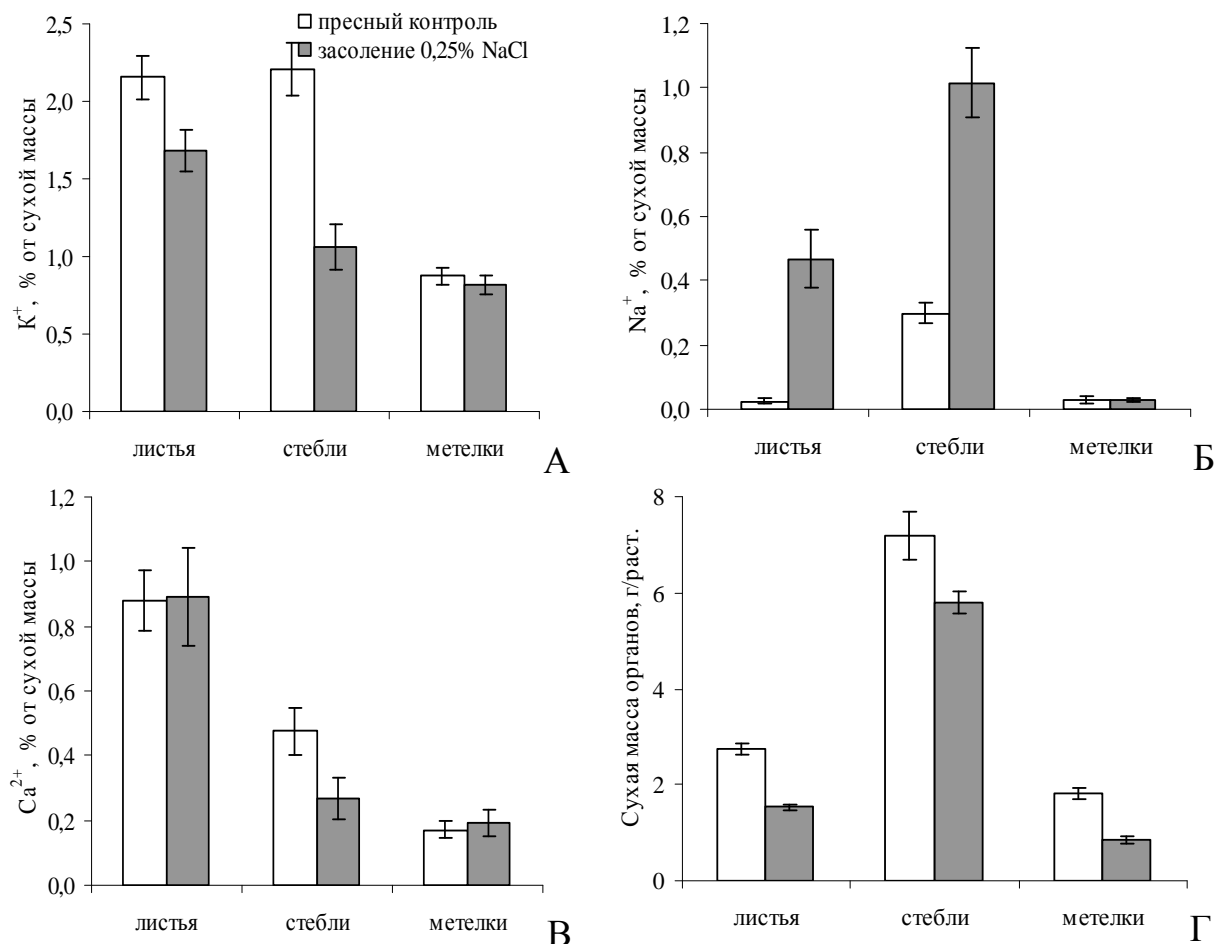 пресный контроль
засоление 0,25% NaCl
K⁺, % от сухой массы
2,5
2,0
1,5
1,0
0,5
0,0
листья стебли метелки
А
Na⁺, % от сухой массы
1,2
1,0
0,8
0,6
0,4
0,2
0,0
листья стебли метелки
Б
Ca²⁺, % от сухой массы
1,2
1,0
0,8
0,6
0,4
0,2
0,0
листья стебли метелки
В
Сухая масса органов, г/раст.
8
6
4
2
0
листья стебли метелки
Г